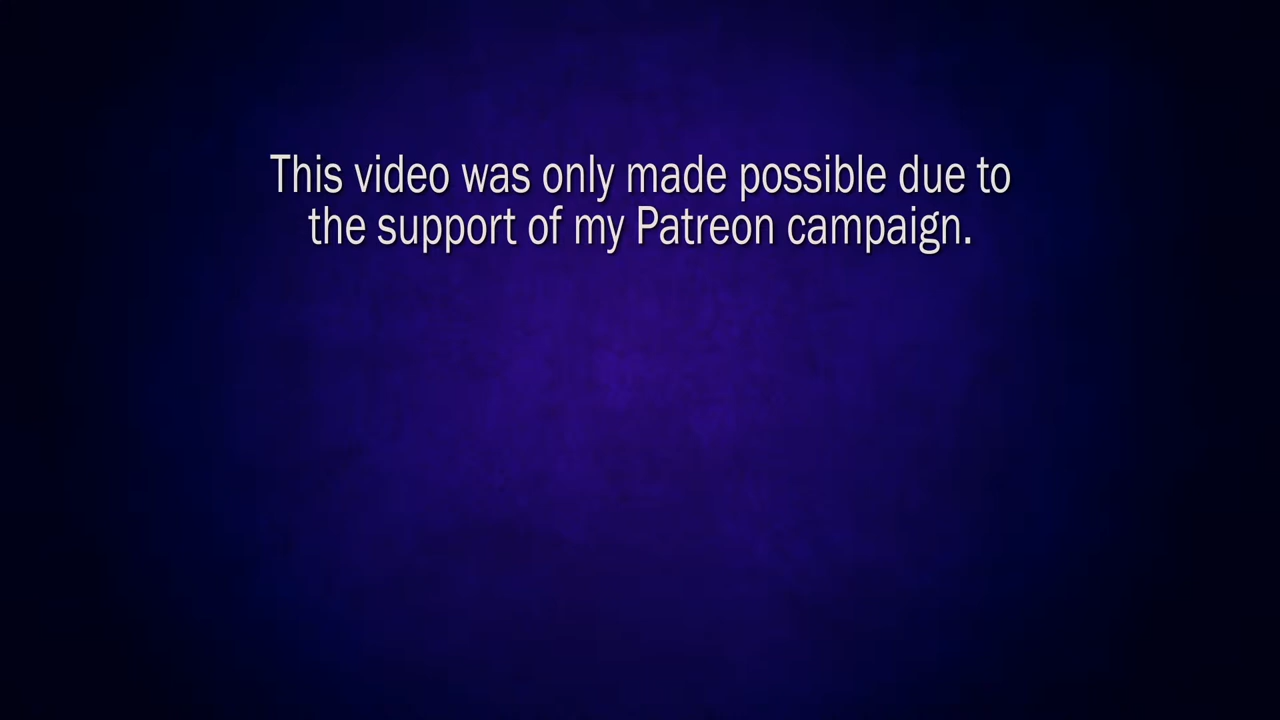 This video was only made possible due to
the support of my Patreon campaign.